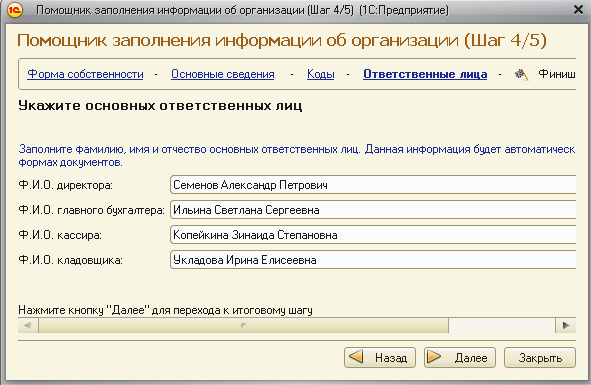 Помощник заполнения информации об организации (Шаг 4/5) (1С:Предприятие)
Помощник заполнения информации об организации (Шаг 4/5)
Форма собственности · Основные сведения · Коды · Ответственные лица · Финиш
Укажите основных ответственных лиц
Заполните фамилию, имя и отчество основных ответственных лиц. Данная информация будет автоматическ
формах документов.
Ф.И.О. директора: Семенов Александр Петрович
Ф.И.О. главного бухгалтера: Ильина Светлана Сергеевна
Ф.И.О. кассира: Копейкина Зинаида Степановна
Ф.И.О. кладовщика: Укладова Ирина Елисеевна
Нажмите кнопку "Далее" для перехода к итоговому шагу
Назад Далее Закрыть